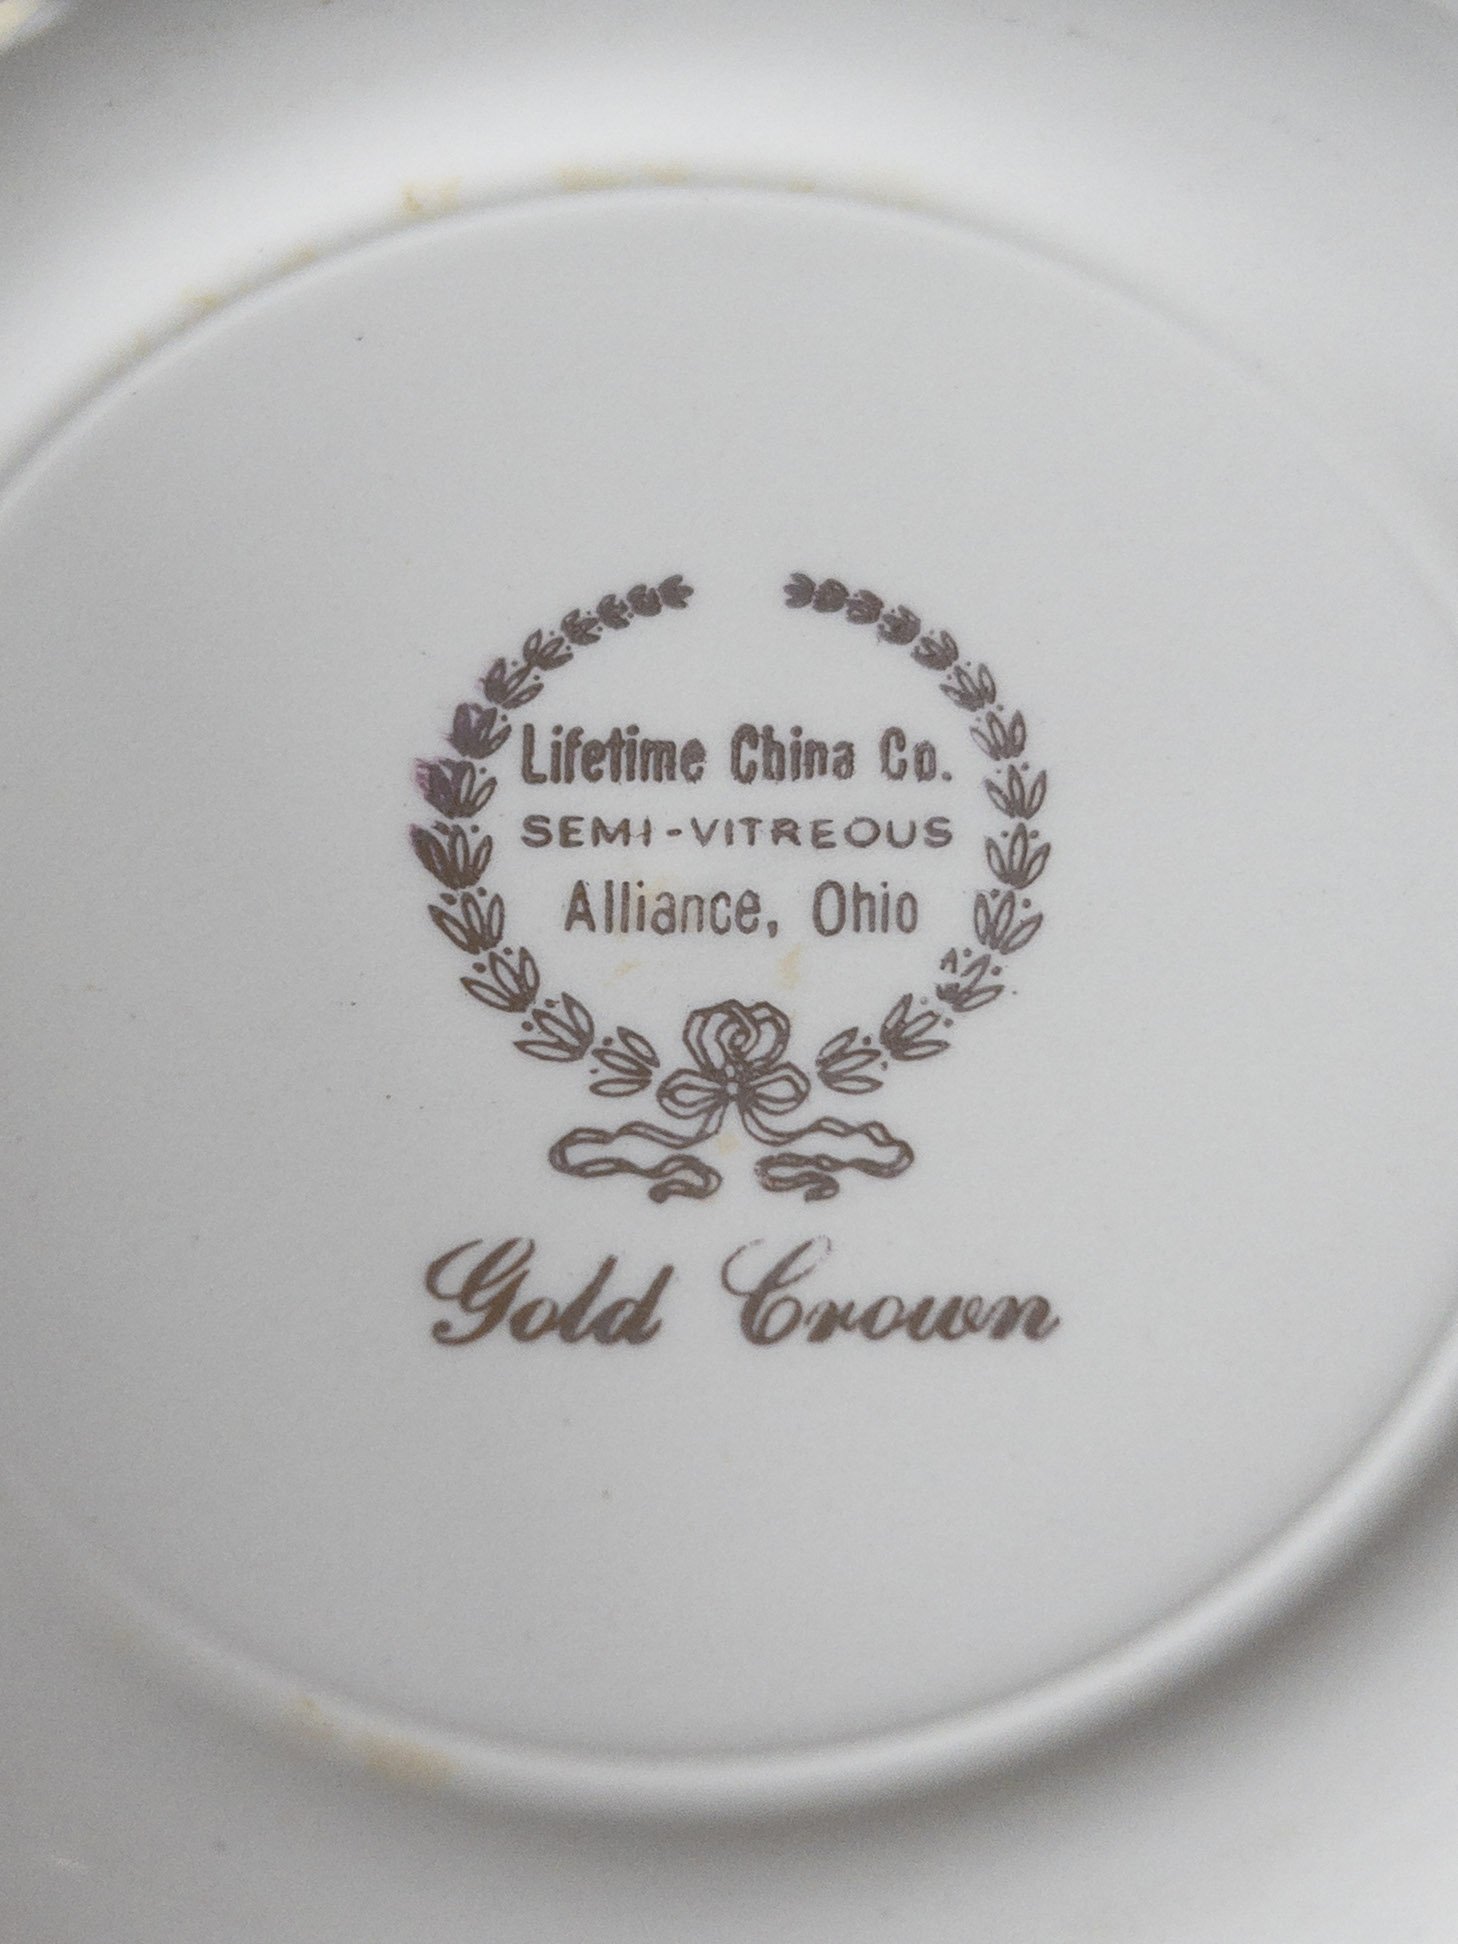 Lifetime China Co.
SEMI-VITREOUS
Alliance, Ohio
Gold Crown